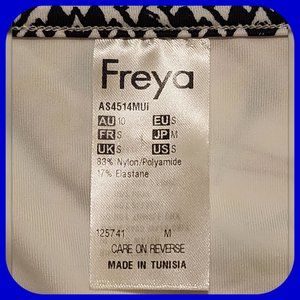 Freya
AS4514MUI
AU 10 EU S
FR S JP M
UK S US S
83% Nylon/Polyamide
17% Elastane
125741 M
CARE ON REVERSE
MADE IN TUNISIA